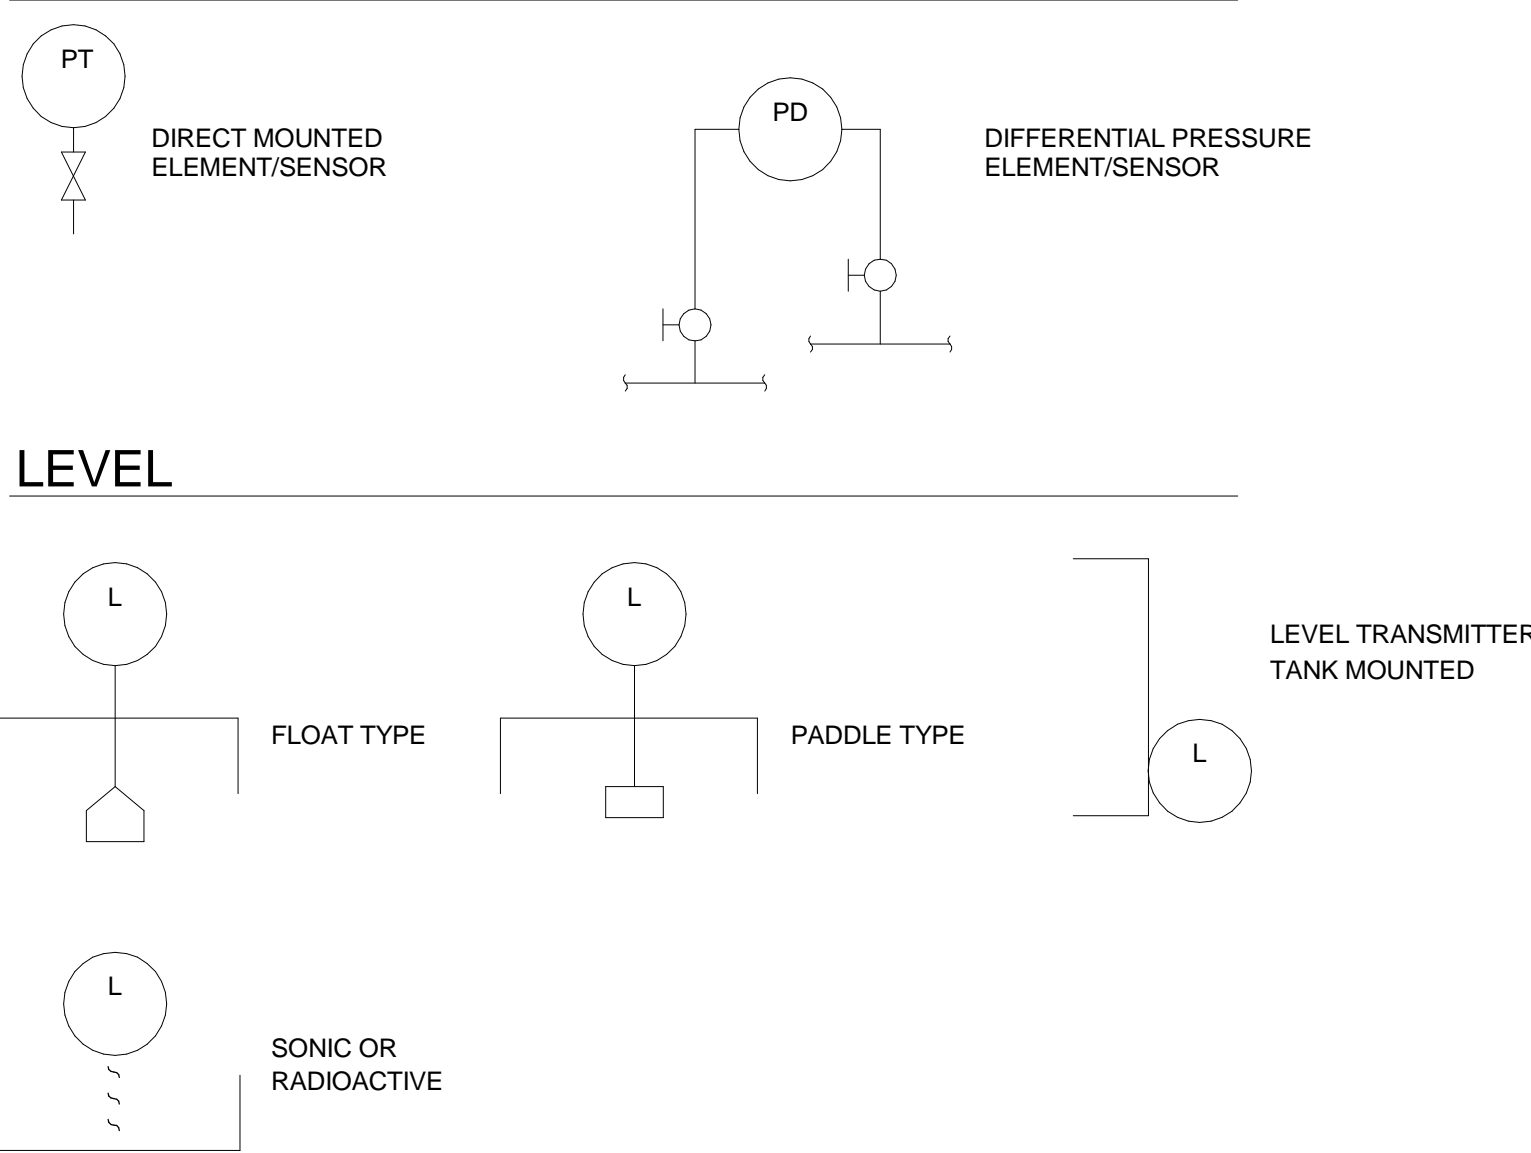 PT
DIRECT MOUNTED
ELEMENT/SENSOR
PD
DIFFERENTIAL PRESSURE
ELEMENT/SENSOR
LEVEL
L
FLOAT TYPE
L
PADDLE TYPE
LEVEL TRANSMITTER
TANK MOUNTED
L
L
SONIC OR
RADIOACTIVE